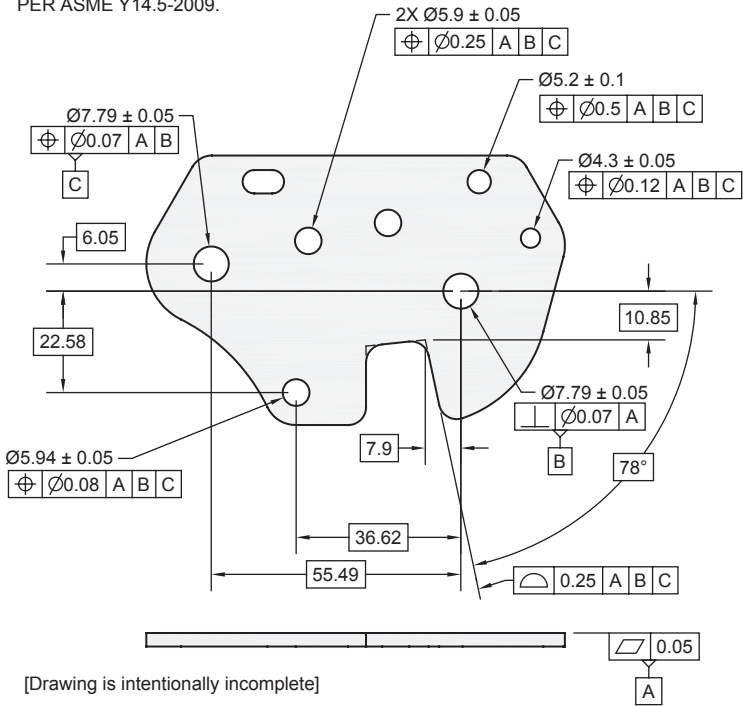 PER ASME Y14.5-2009.
2X Ø5.9 ± 0.05
⌖ Ø0.25 A B C
Ø5.2 ± 0.1
⌖ Ø0.5 A B C
Ø7.79 ± 0.05
⌖ Ø0.07 A B
C
Ø4.3 ± 0.05
⌖ Ø0.12 A B C
6.05
10.85
22.58
Ø7.79 ± 0.05
⟂ Ø0.07 A
B
7.9
78°
Ø5.94 ± 0.05
⌖ Ø0.08 A B C
36.62
55.49
⌓ 0.25 A B C
⏥ 0.05
A
[Drawing is intentionally incomplete]